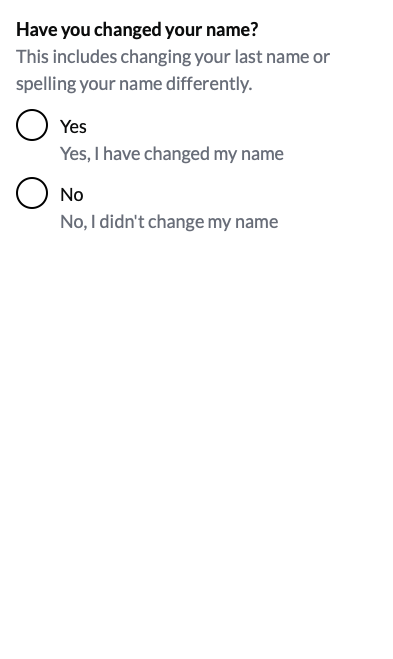 Have you changed your name?
This includes changing your last name or
spelling your name differently.
Yes
Yes, I have changed my name
No
No, I didn't change my name